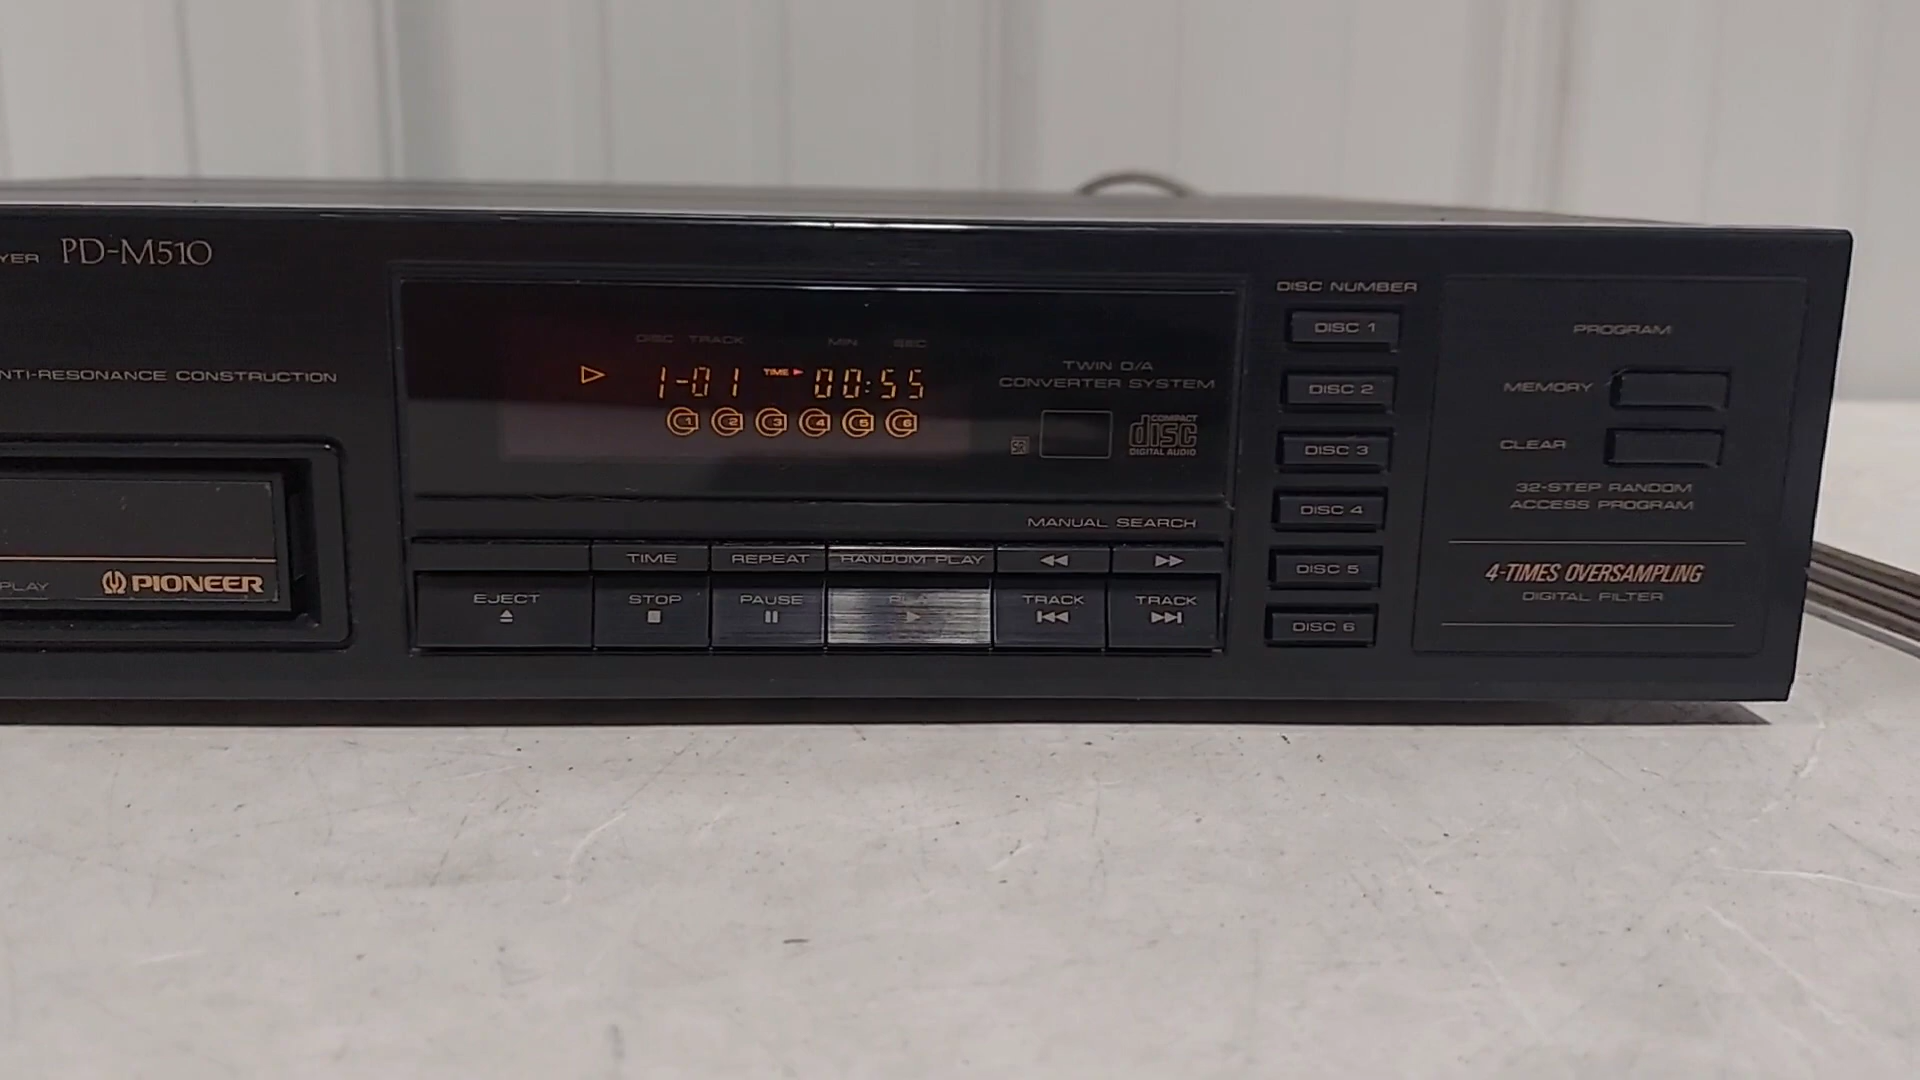 YER PD-M510
NTI-RESONANCE CONSTRUCTION
PLAY PIONEER
DISC TRACK MIN SEC
1-01 TIME 00:55
1 2 3 4 5 6
TWIN D/A
CONVERTER SYSTEM
COMPACT
disc
DIGITAL AUDIO
MANUAL SEARCH
TIME REPEAT RANDOM PLAY
EJECT STOP PAUSE PLAY TRACK TRACK
DISC NUMBER
DISC 1
DISC 2
DISC 3
DISC 4
DISC 5
DISC 6
PROGRAM
MEMORY
CLEAR
32-STEP RANDOM
ACCESS PROGRAM
4-TIMES OVERSAMPLING
DIGITAL FILTER